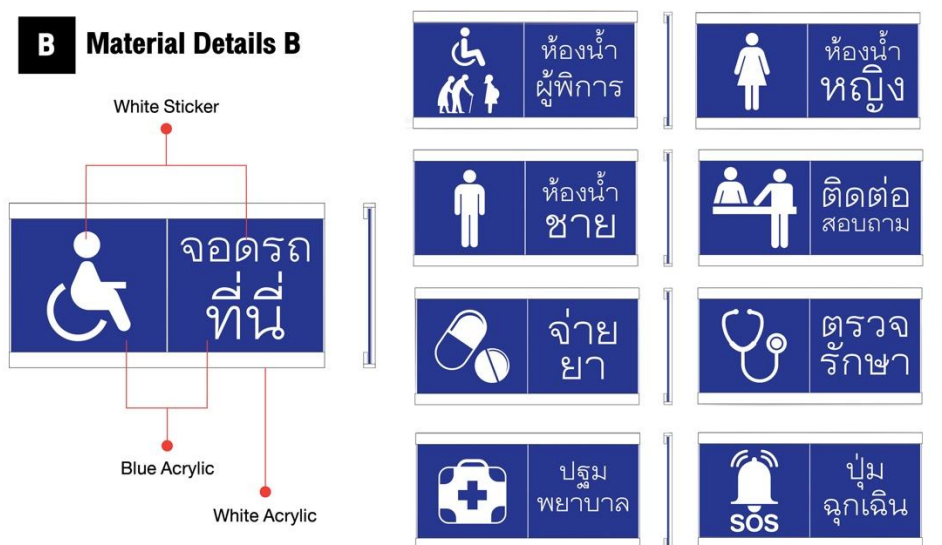 B Material Details B
White Sticker
จอดรถ
ที่นี่
Blue Acrylic
White Acrylic
ห้องน้ำ
ผู้พิการ
ห้องน้ำ
หญิง
ห้องน้ำ
ชาย
ติดต่อ
สอบถาม
จ่าย
ยา
ตรวจ
รักษา
ปฐม
พยาบาล
SOS
ปุ่ม
ฉุกเฉิน